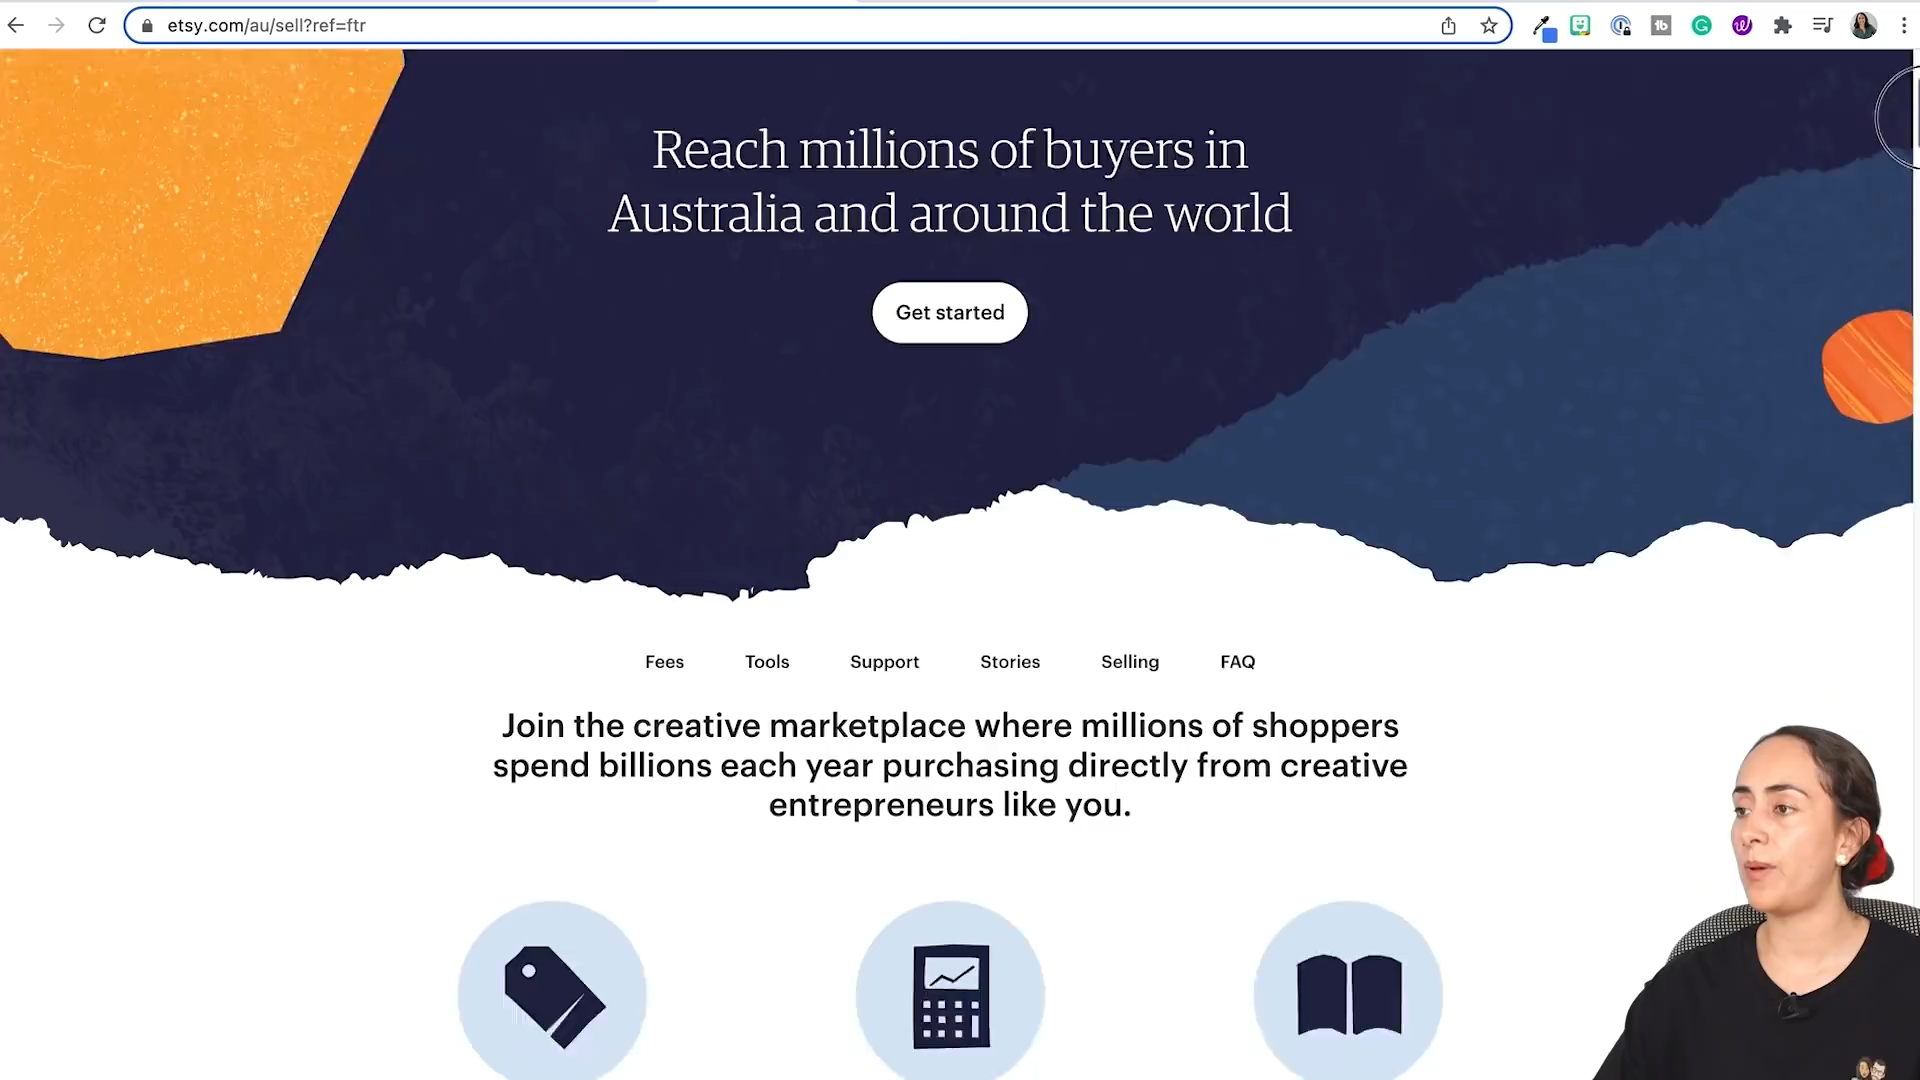 etsy.com/au/sell?ref=ftr
tb
Reach millions of buyers in
Australia and around the world
Get started
Fees Tools Support Stories Selling FAQ
Join the creative marketplace where millions of shoppers
spend billions each year purchasing directly from creative
entrepreneurs like you.